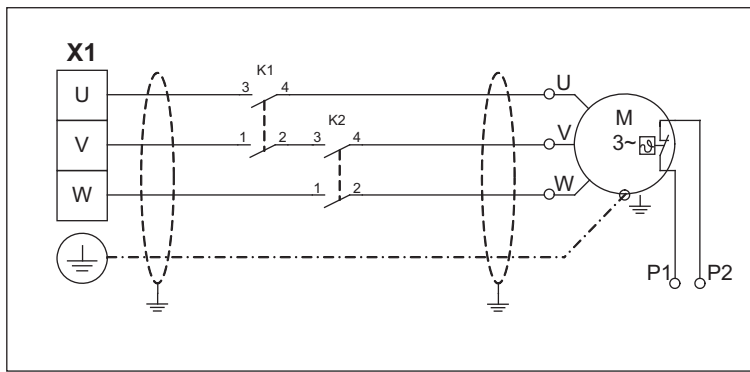 X1
K1
U 3 4 U
M
K2
V 1 2 3 4 V
3~ ϑ
W 1 2 W
P1 P2